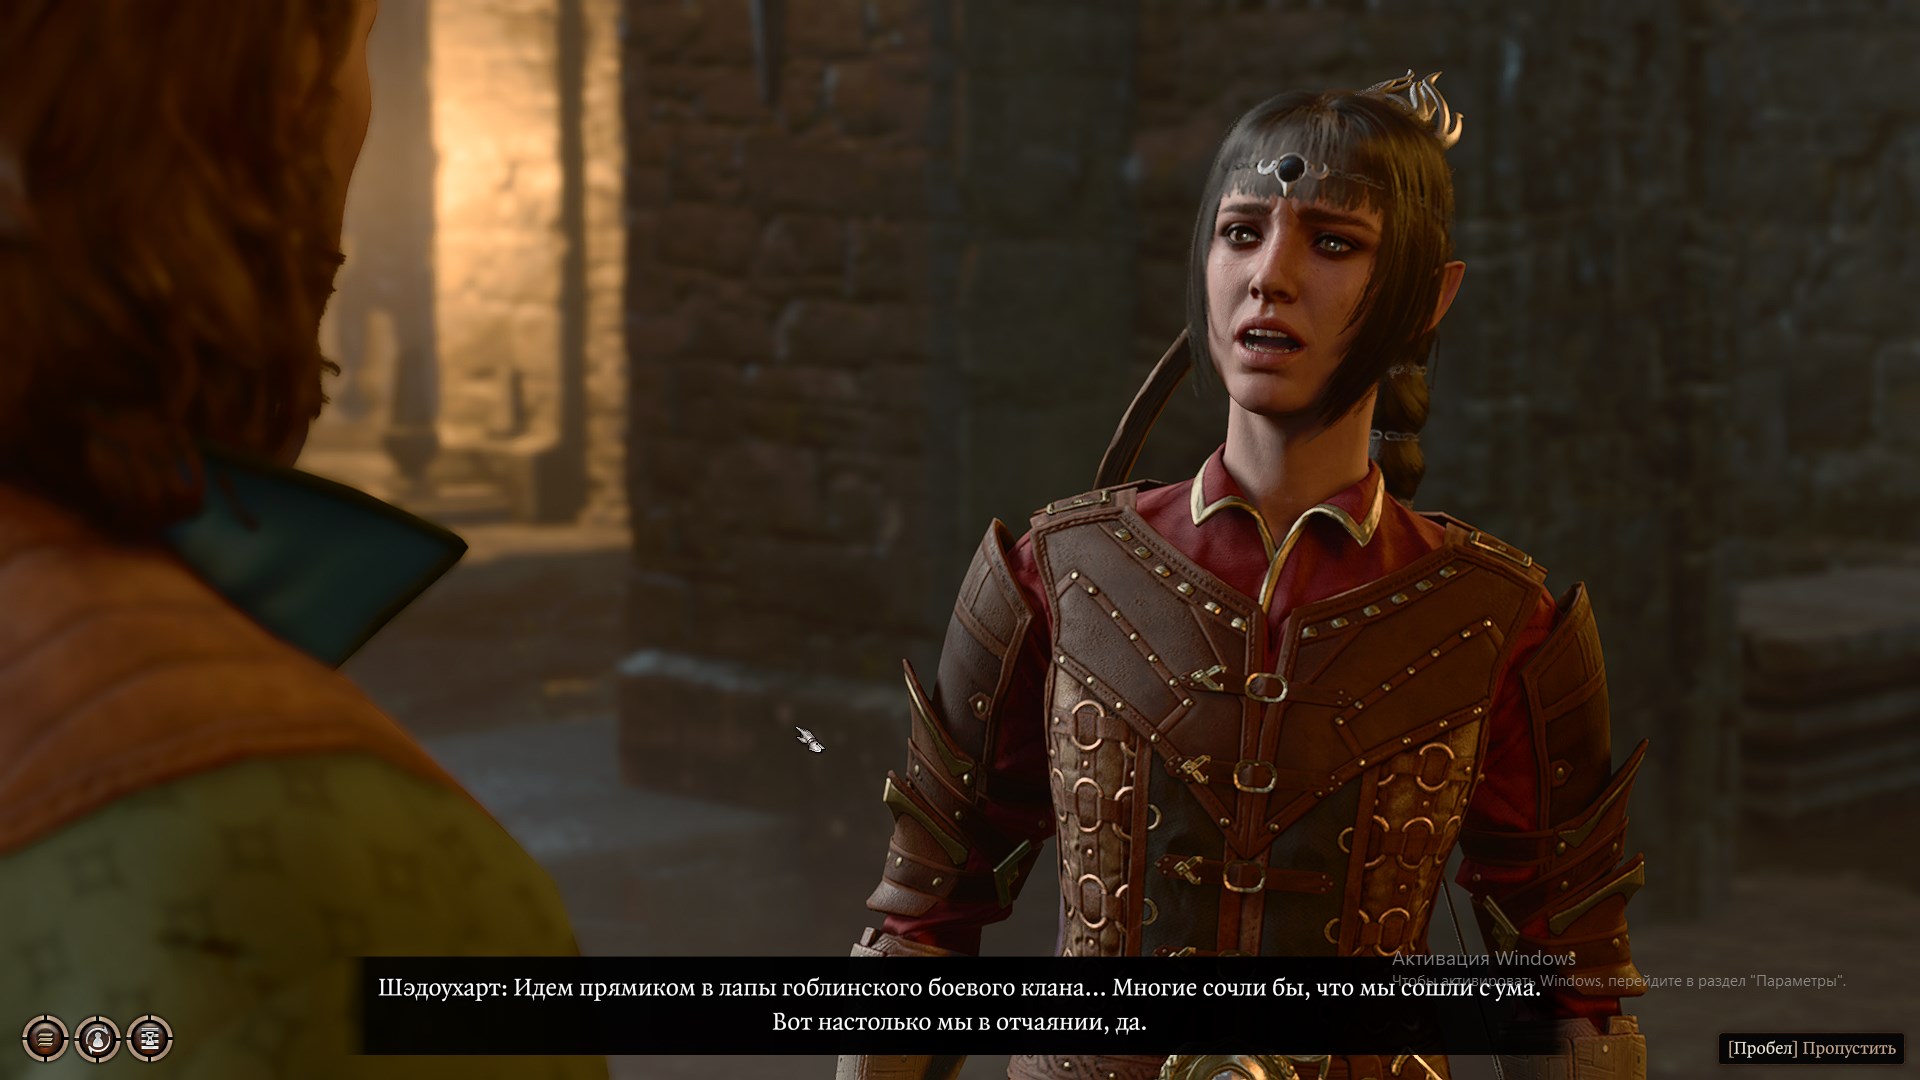 Шэдоухарт: Идем прямиком в лапы гоблинского боевого клана... Многие сочли бы, что мы сошли с ума.
Вот настолько мы в отчаянии, да.
Активация Windows
Чтобы активировать Windows, перейдите в раздел "Параметры".
[Пробел] Пропустить